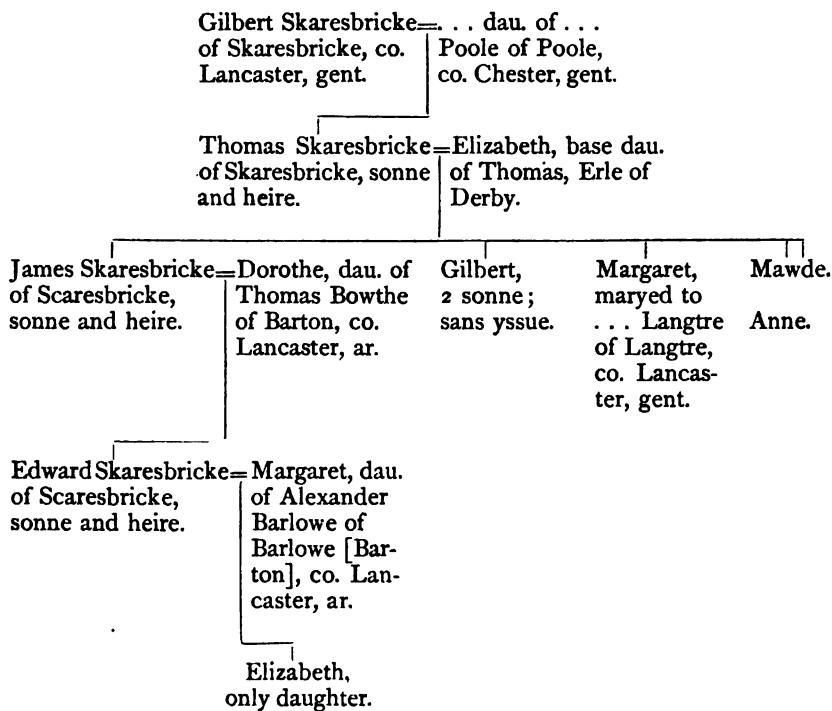 Gilbert Skaresbricke=. . . dau. of . . .
of Skaresbricke, co. Poole of Poole,
Lancaster, gent. co. Chester, gent.
Thomas Skaresbricke=Elizabeth, base dau.
of Skaresbricke, sonne of Thomas, Erle of
and heire. Derby.
James Skaresbricke=Dorothe, dau. of Gilbert, Margaret, Mawde.
of Scaresbricke, Thomas Bowthe 2 sonne; maryed to
sonne and heire. of Barton, co. sans yssue. . . . Langtre Anne.
Lancaster, ar. of Langtre,
co. Lancas-
ter, gent.
Edward Skaresbricke=Margaret, dau.
of Scaresbricke, of Alexander
sonne and heire. Barlowe of
Barlowe [Bar-
ton], co. Lan-
caster, ar.
Elizabeth,
only daughter.